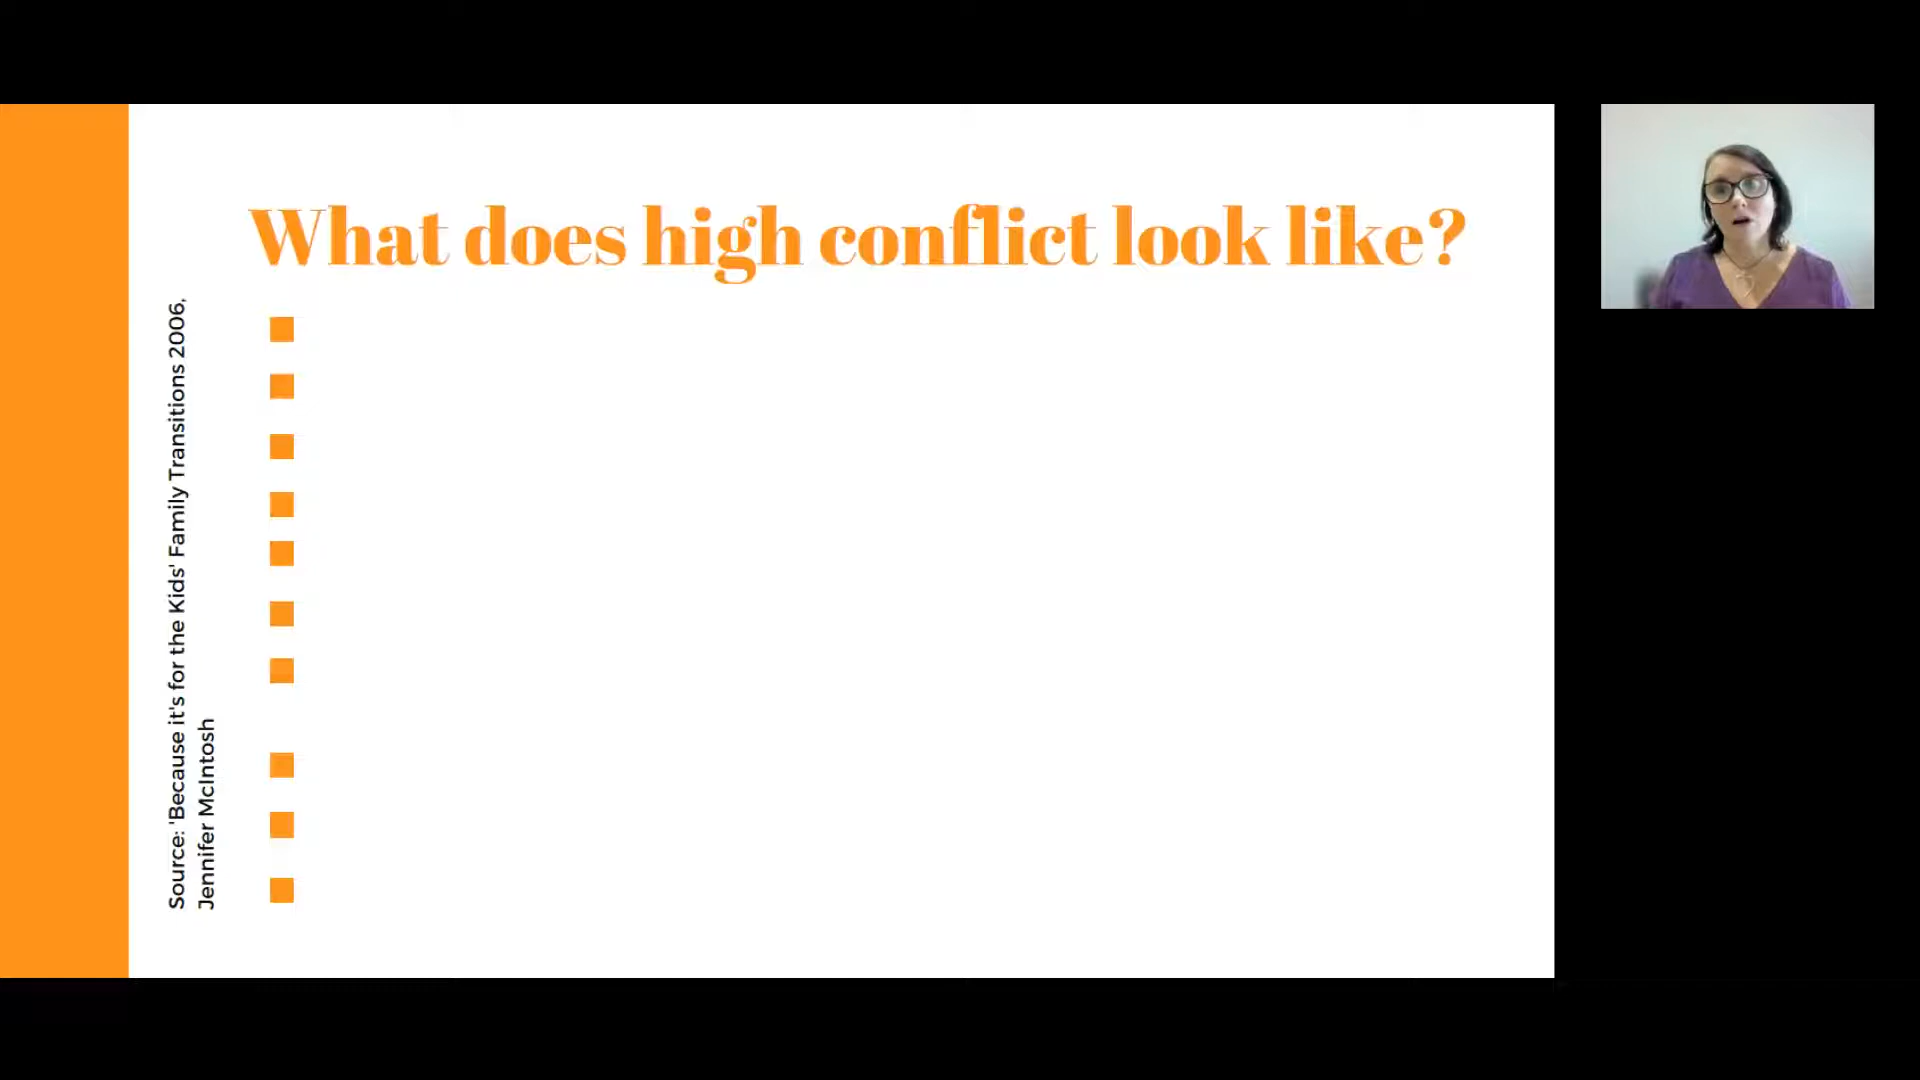 What does high conflict look like?
Source: 'Because it's for the Kids' Family Transitions 2006,
Jennifer McIntosh